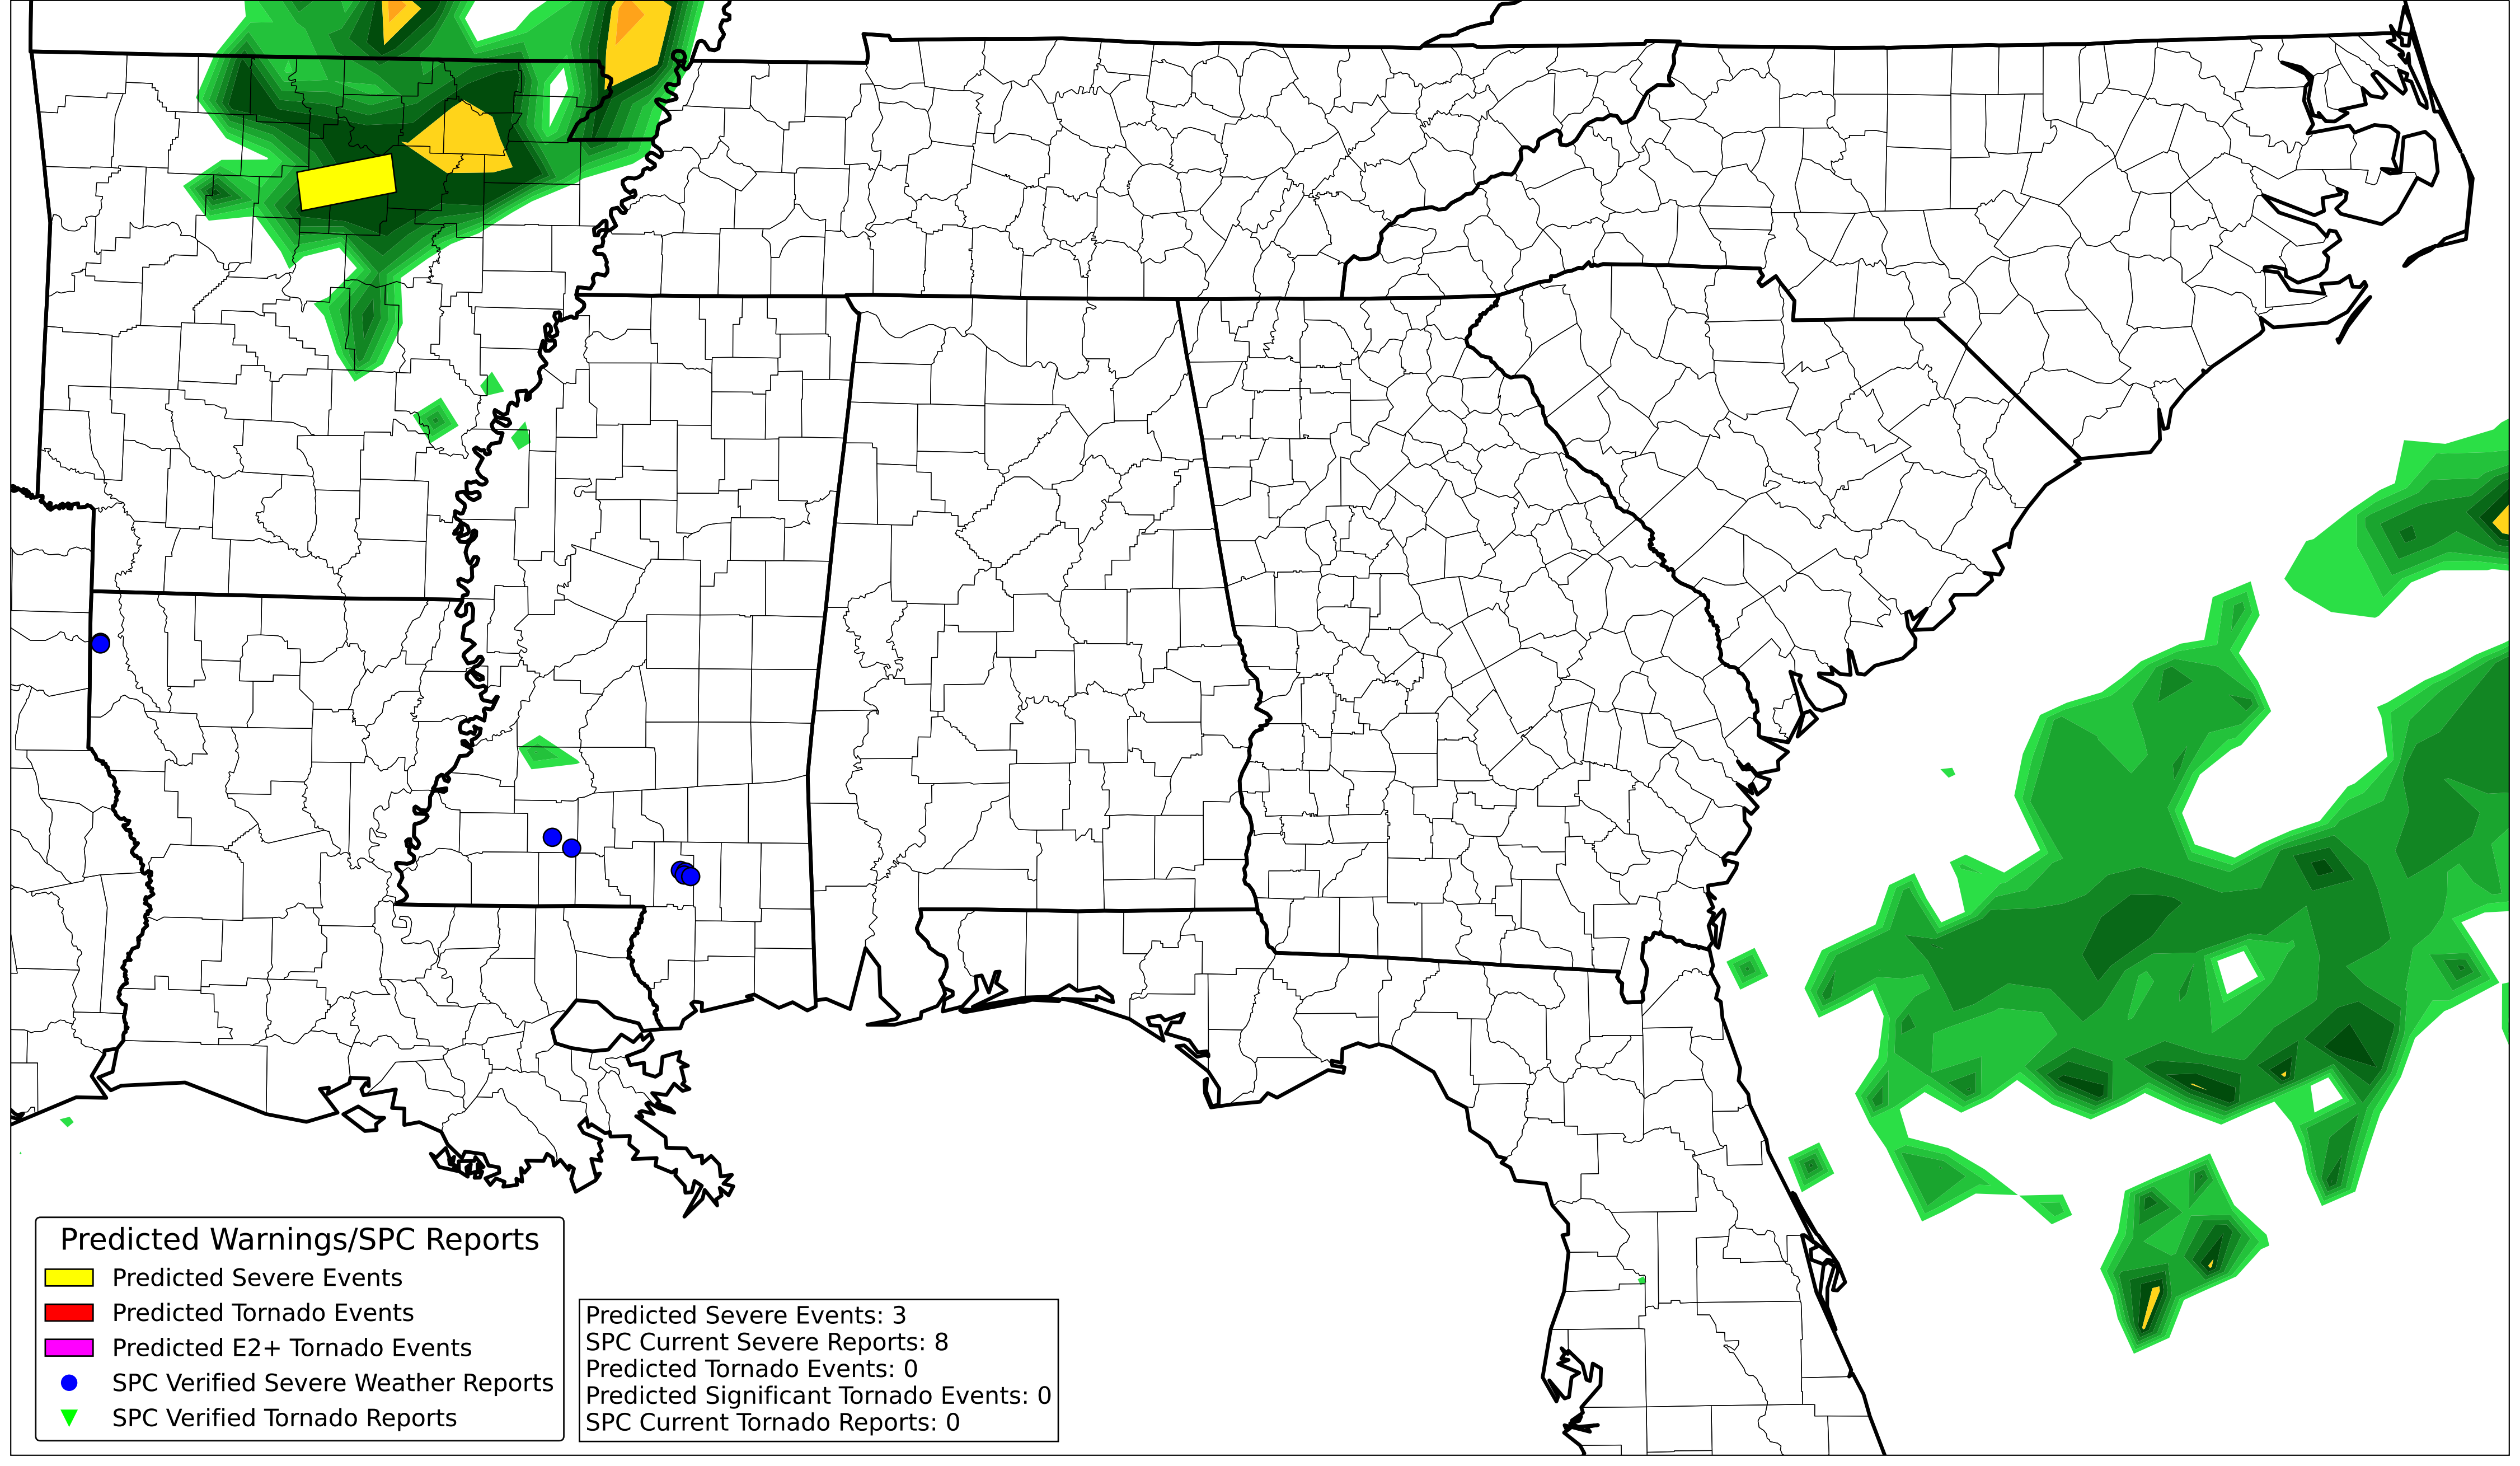 Predicted Warnings/SPC Reports
Predicted Severe Events
Predicted Tornado Events
Predicted E2+ Tornado Events
SPC Verified Severe Weather Reports
SPC Verified Tornado Reports
Predicted Severe Events: 3
SPC Current Severe Reports: 8
Predicted Tornado Events: 0
Predicted Significant Tornado Events: 0
SPC Current Tornado Reports: 0